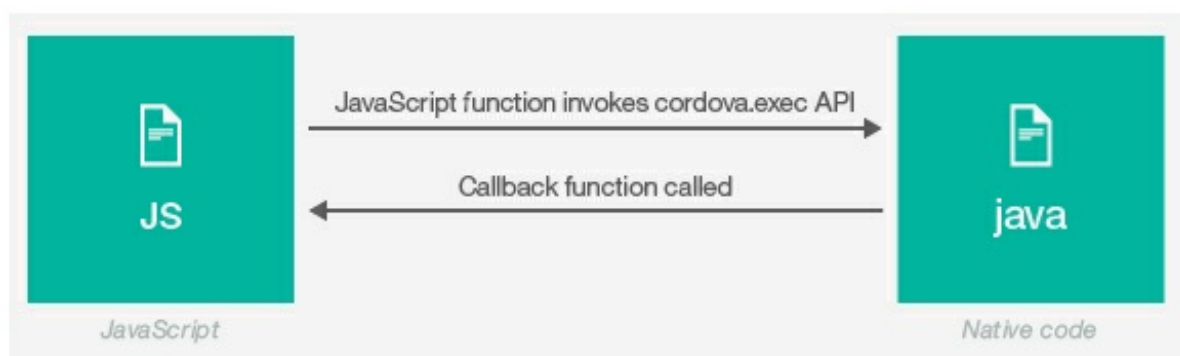 JavaScript function invokes cordova.exec API
Callback function called
JS
java
JavaScript
Native code